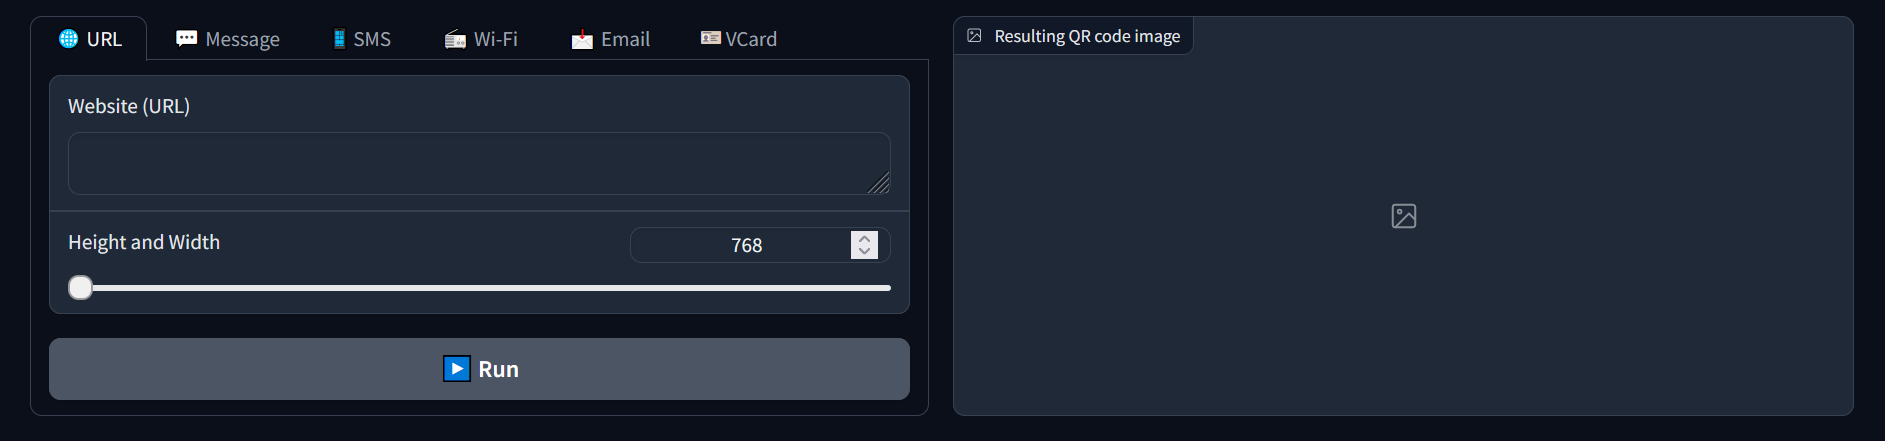 URL Message SMS Wi-Fi Email VCard
Website (URL)
Height and Width 768
Run
Resulting QR code image